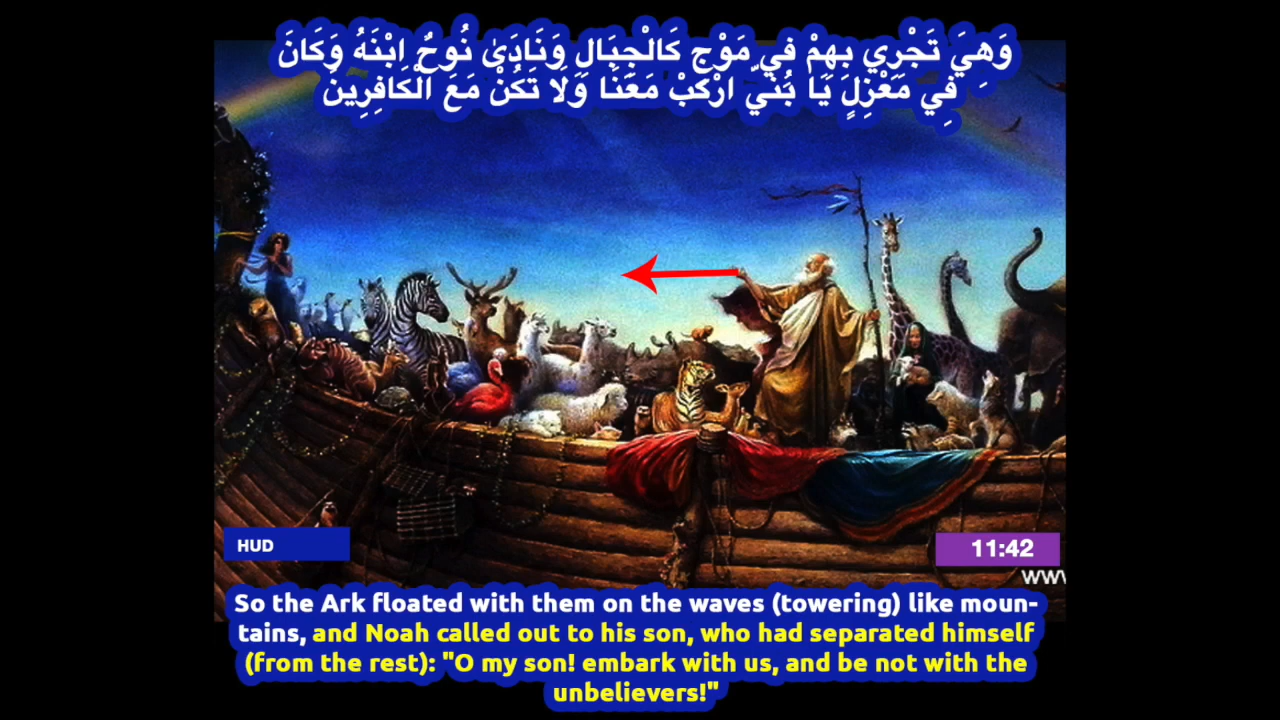 وَهِيَ تَجْرِي بِهِمْ فِي مَوْجٍ كَالْجِبَالِ وَنَادَىٰ نُوحٌ ابْنَهُ وَكَانَ
فِي مَعْزِلٍ يَا بُنَيَّ ارْكَبْ مَعَنَا وَلَا تَكُنْ مَعَ الْكَافِرِينَ
HUD
11:42
WWW
So the Ark floated with them on the waves (towering) like moun-
tains, and Noah called out to his son, who had separated himself
(from the rest): "O my son! embark with us, and be not with the
unbelievers!"